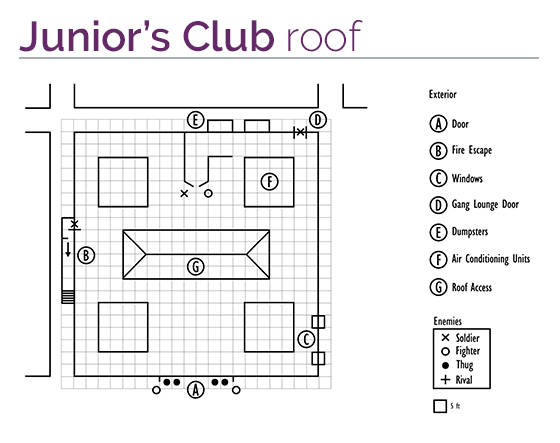 Junior's Club roof
Exterior
A Door
B Fire Escape
C Windows
D Gang Lounge Door
E Dumpsters
F Air Conditioning Units
G Roof Access
E
D
F
B
G
C
A
Enemies
Soldier
Fighter
Thug
Rival
5 ft